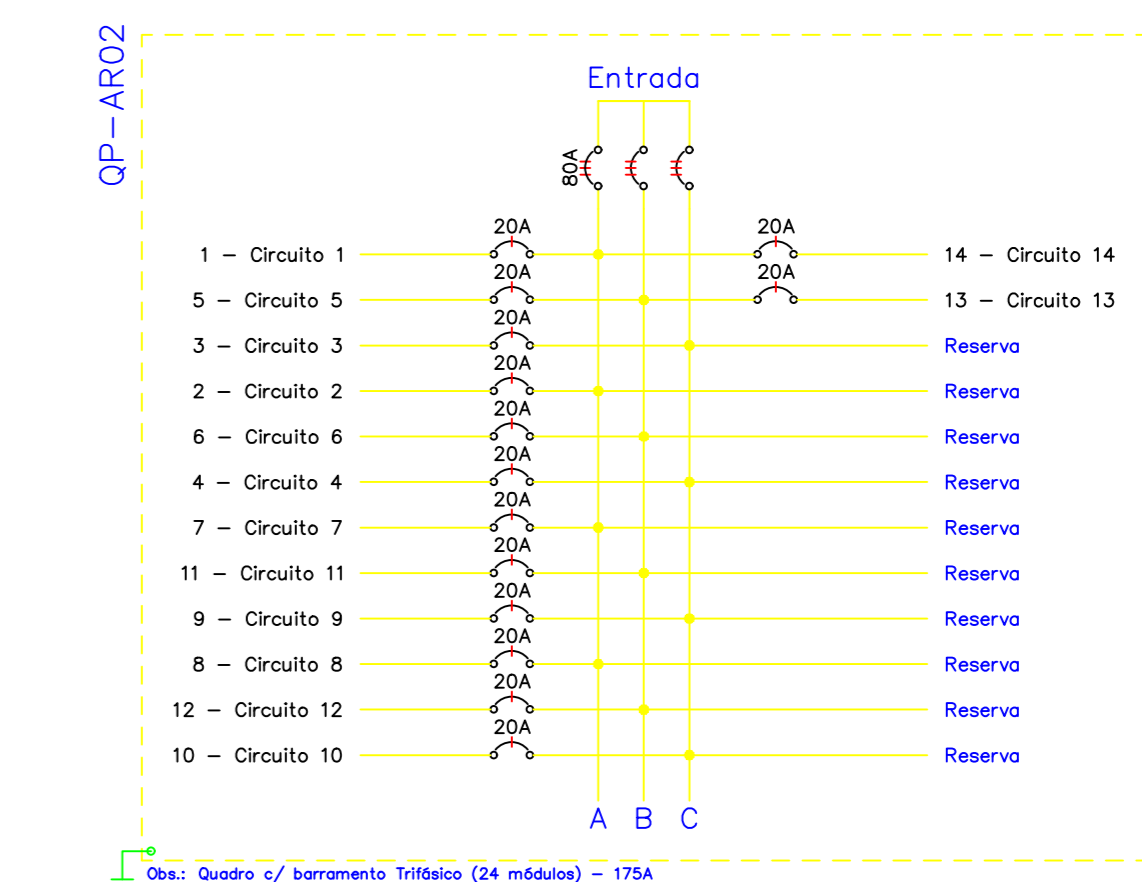 QP-AR02
Entrada
80A
20A 20A
1 - Circuito 1 14 - Circuito 14
20A 20A
5 - Circuito 5 13 - Circuito 13
20A
3 - Circuito 3 Reserva
20A
2 - Circuito 2 Reserva
20A
6 - Circuito 6 Reserva
20A
4 - Circuito 4 Reserva
20A
7 - Circuito 7 Reserva
20A
11 - Circuito 11 Reserva
20A
9 - Circuito 9 Reserva
20A
8 - Circuito 8 Reserva
20A
12 - Circuito 12 Reserva
20A
10 - Circuito 10 Reserva
A B C
Obs.: Quadro c/ barramento Trifásico (24 módulos) - 175A